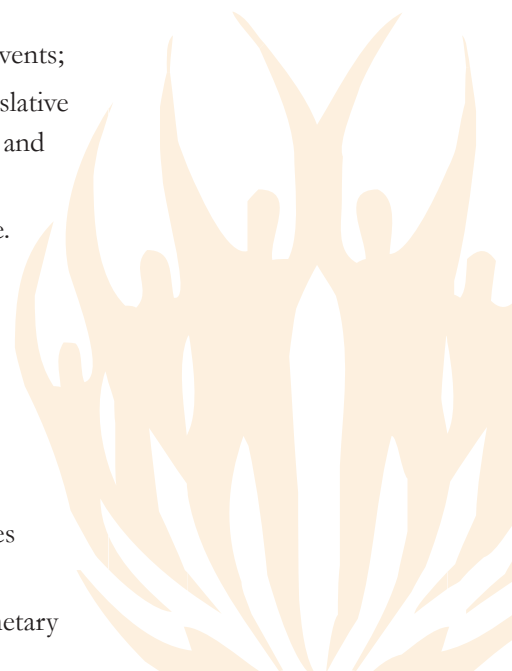 vents;
slative
and
e.
es
netary